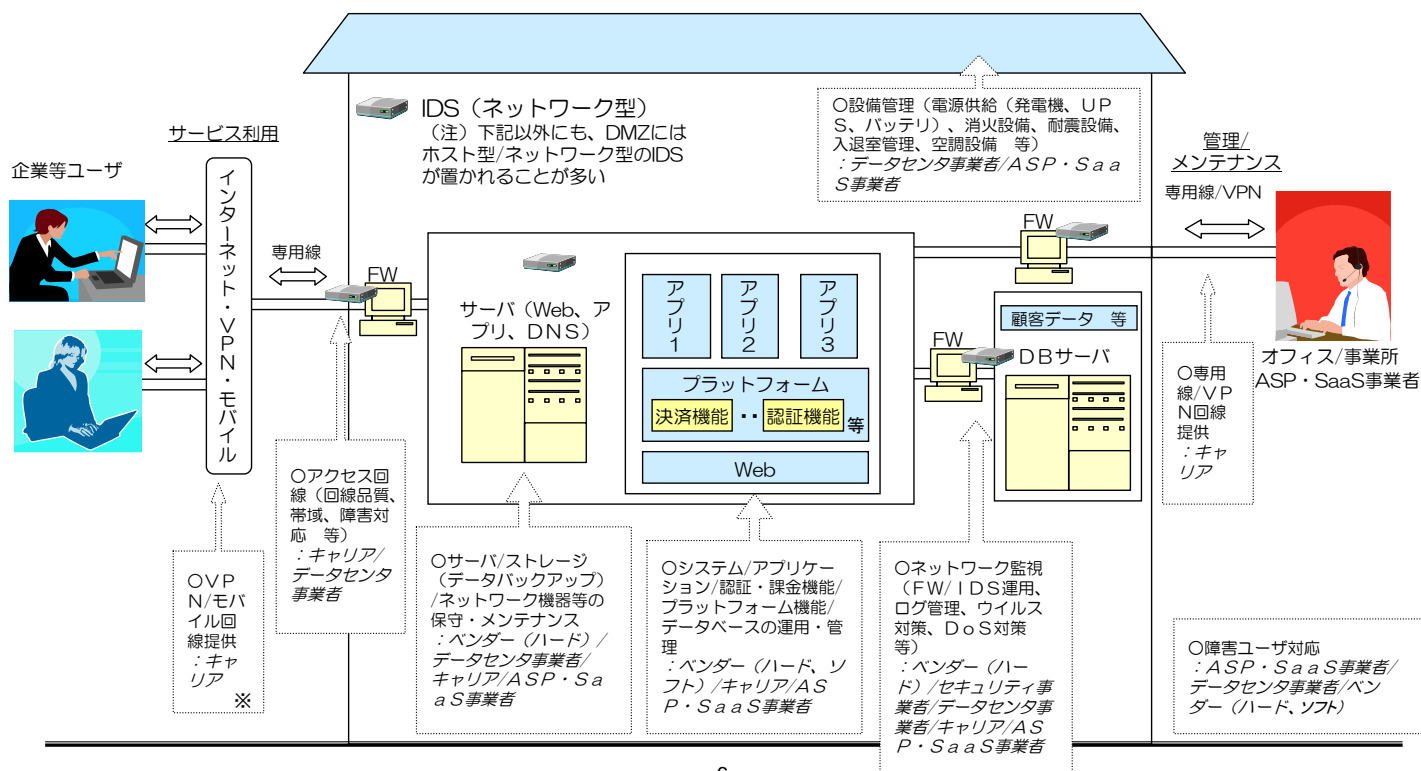 IDS（ネットワーク型）
（注）下記以外にも、DMZには
ホスト型/ネットワーク型のIDS
が置かれることが多い
○設備管理（電源供給（発電機、UP
S、バッテリ）、消火設備、耐震設備、
入退室管理、空調設備　等）
：データセンタ事業者/ASP・Saa
S事業者
サービス利用
企業等ユーザ
インターネット・VPN・モバイル
専用線
FW
サーバ（Web、ア
プリ、DNS）
アプリ1
アプリ2
アプリ3
プラットフォーム
決済機能
・・
認証機能
等
Web
FW
FW
顧客データ　等
DBサーバ
管理/
メンテナンス
専用線/VPN
オフィス/事業所
ASP・SaaS事業者
○VP
N/モバ
イル回
線提供
：キャ
リア
※
○アクセス回
線（回線品質、
帯域、障害対
応　等）
：キャリア/
データセンタ
事業者
○サーバ/ストレージ
（データバックアップ）
/ネットワーク機器等の
保守・メンテナンス
：ベンダー（ハード）/
データセンタ事業者/
キャリア/ASP・Sa
aS事業者
○システム/アプリケー
ション/認証・課金機能/
プラットフォーム機能/
データベースの運用・管
理
：ベンダー（ハード、ソ
フト）/キャリア/AS
P・SaaS事業者
○ネットワーク監視
（FW/IDS運用、
ログ管理、ウイルス
対策、DoS対策
等）
：ベンダー（ハー
ド）/セキュリティ事
業者/データセンタ事
業者/キャリア/AS
P・SaaS事業者
○専用
線/VP
N回線
提供
：キャ
リア
○障害ユーザ対応
：ASP・SaaS事業者/
データセンタ事業者/ベン
ダー（ハード、ソフト）